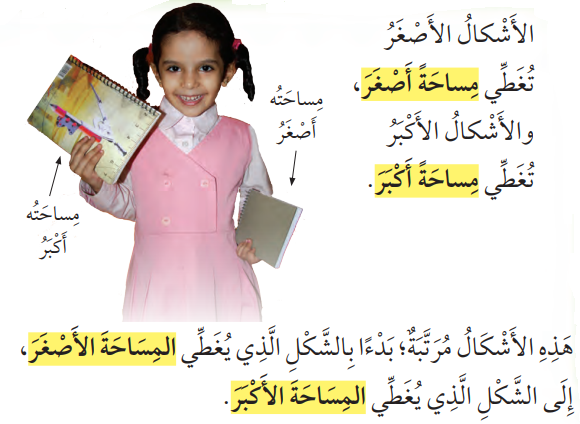 الأَشْكالُ الأَصْغَرُ
تُغَطِّي مِساحَةً أَصْغَرَ،
والأَشْكالُ الأَكْبَرُ
تُغَطِّي مِساحَةً أَكْبَرَ.
مِساحَتُه
أَصْغَرُ
مِساحَتُه
أَكْبَرُ
هَذِهِ الأَشْكَالُ مُرَتَّبَةٌ؛ بَدْءًا بِالشَّكْلِ الَّذِي يُغَطِّي المِسَاحَةَ الأَصْغَرَ،
إِلَى الشَّكْلِ الَّذِي يُغَطِّي المِسَاحَةَ الأَكْبَرَ.